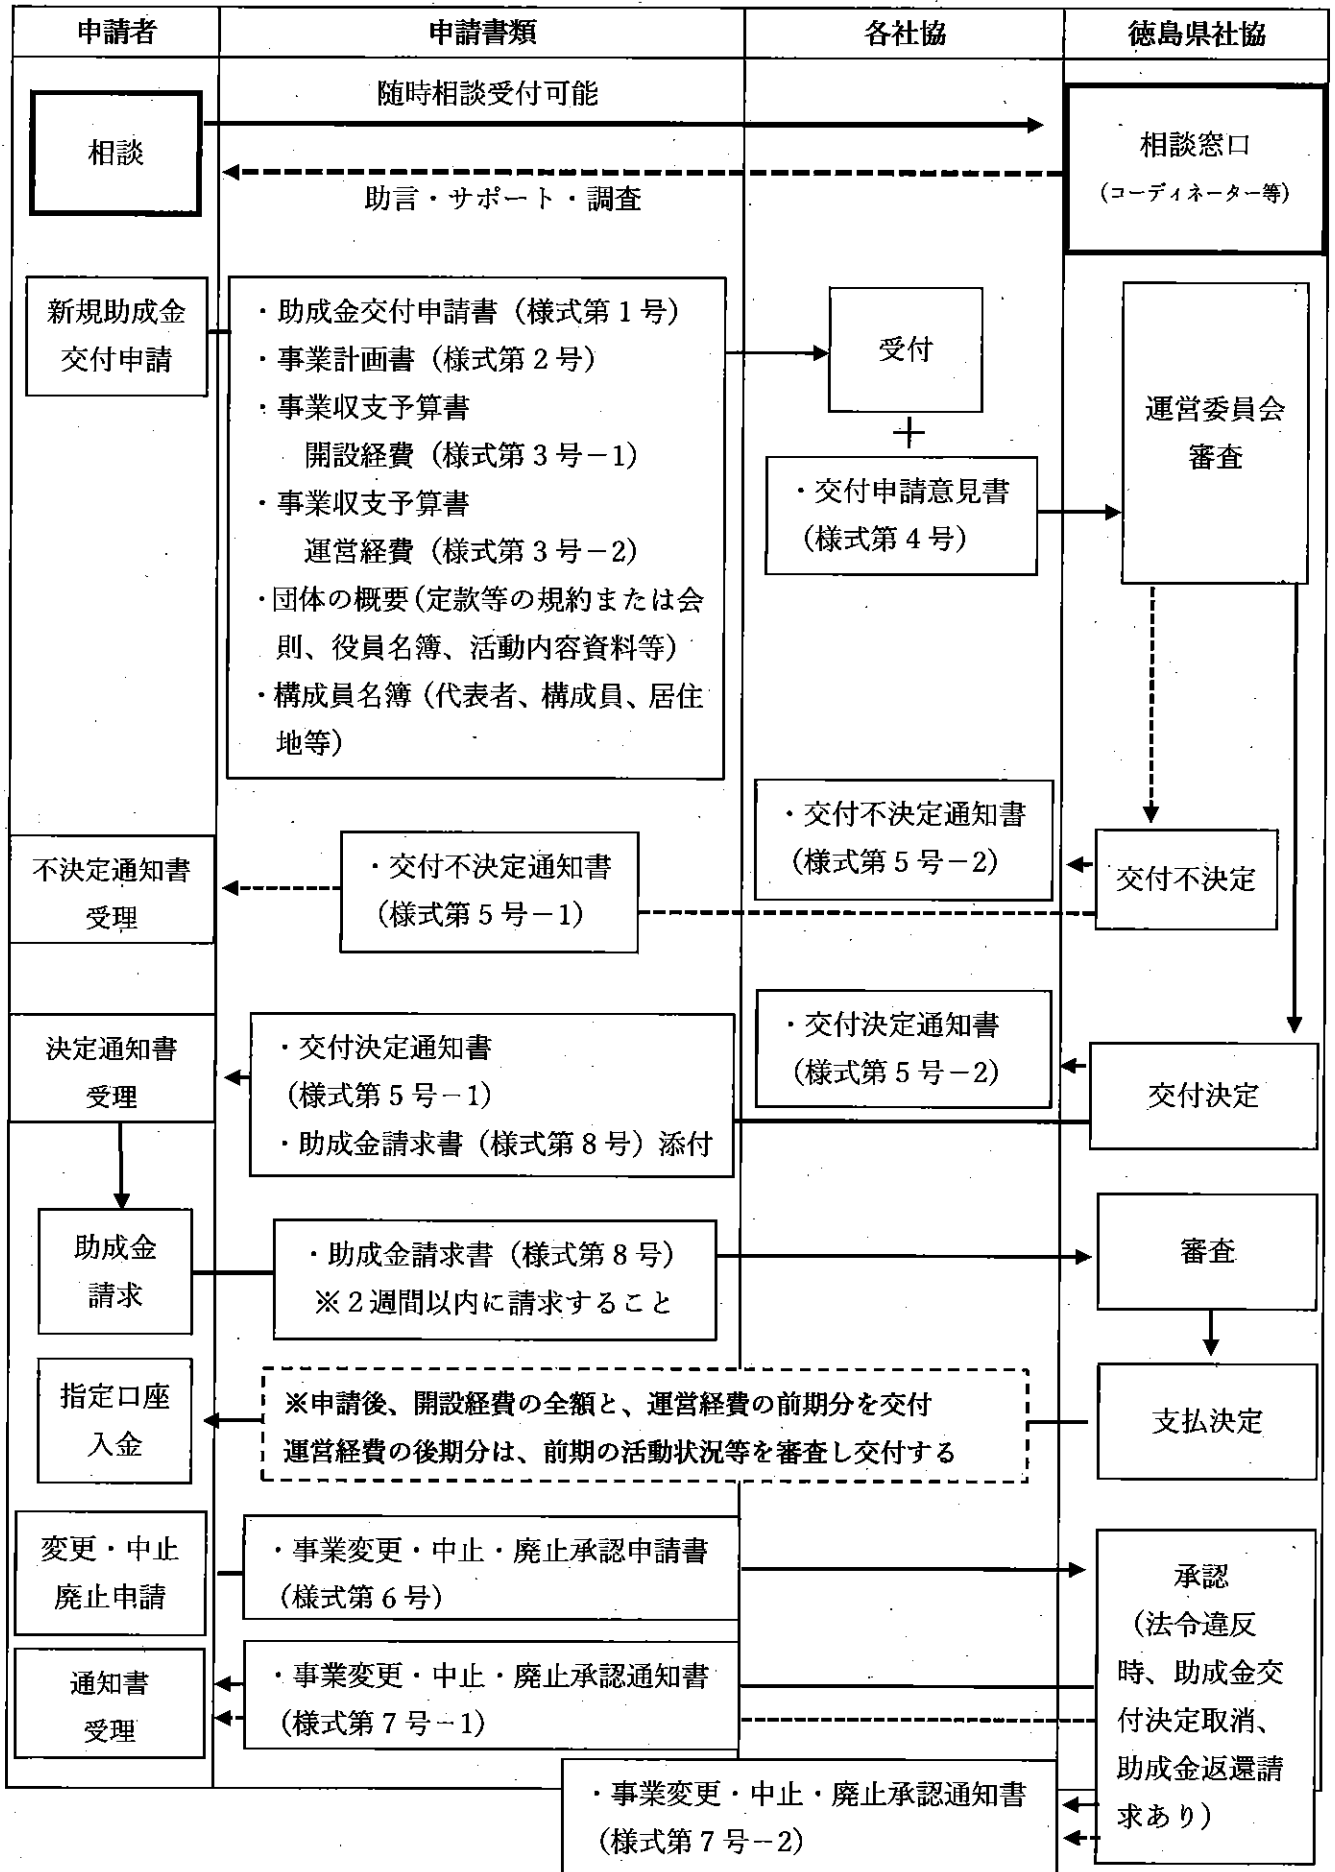 申請者
申請書類
各社協
徳島県社協
相談
随時相談受付可能
助言・サポート・調査
相談窓口
(コーディネーター等)
新規助成金
交付申請
・助成金交付申請書（様式第１号）
・事業計画書（様式第２号）
・事業収支予算書
開設経費（様式第３号－1）
・事業収支予算書
運営経費（様式第３号－2）
・団体の概要（定款等の規約または会
則、役員名簿、活動内容資料等）
・構成員名簿（代表者、構成員、居住
地等）
受付
＋
・交付申請意見書
（様式第４号）
運営委員会
審査
不決定通知書
受理
・交付不決定通知書
（様式第５号－1）
・交付不決定通知書
（様式第５号－2）
交付不決定
決定通知書
受理
・交付決定通知書
（様式第５号－1）
・助成金請求書（様式第８号）添付
・交付決定通知書
（様式第５号－2）
交付決定
助成金
請求
・助成金請求書（様式第８号）
※２週間以内に請求すること
審査
指定口座
入金
※申請後、開設経費の全額と、運営経費の前期分を交付
運営経費の後期分は、前期の活動状況等を審査し交付する
支払決定
変更・中止
廃止申請
・事業変更・中止・廃止承認申請書
（様式第６号）
承認
（法令違反
時、助成金交
付決定取消、
助成金返還請
求あり）
通知書
受理
・事業変更・中止・廃止承認通知書
（様式第７号－1）
・事業変更・中止・廃止承認通知書
（様式第７号－2）